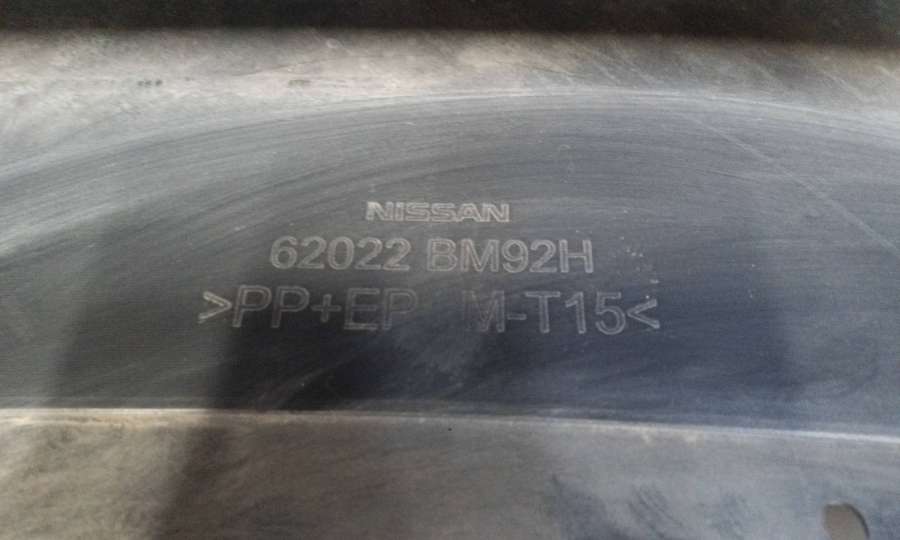 NISSAN
62022 BM92H
>PP+EP M-T15<